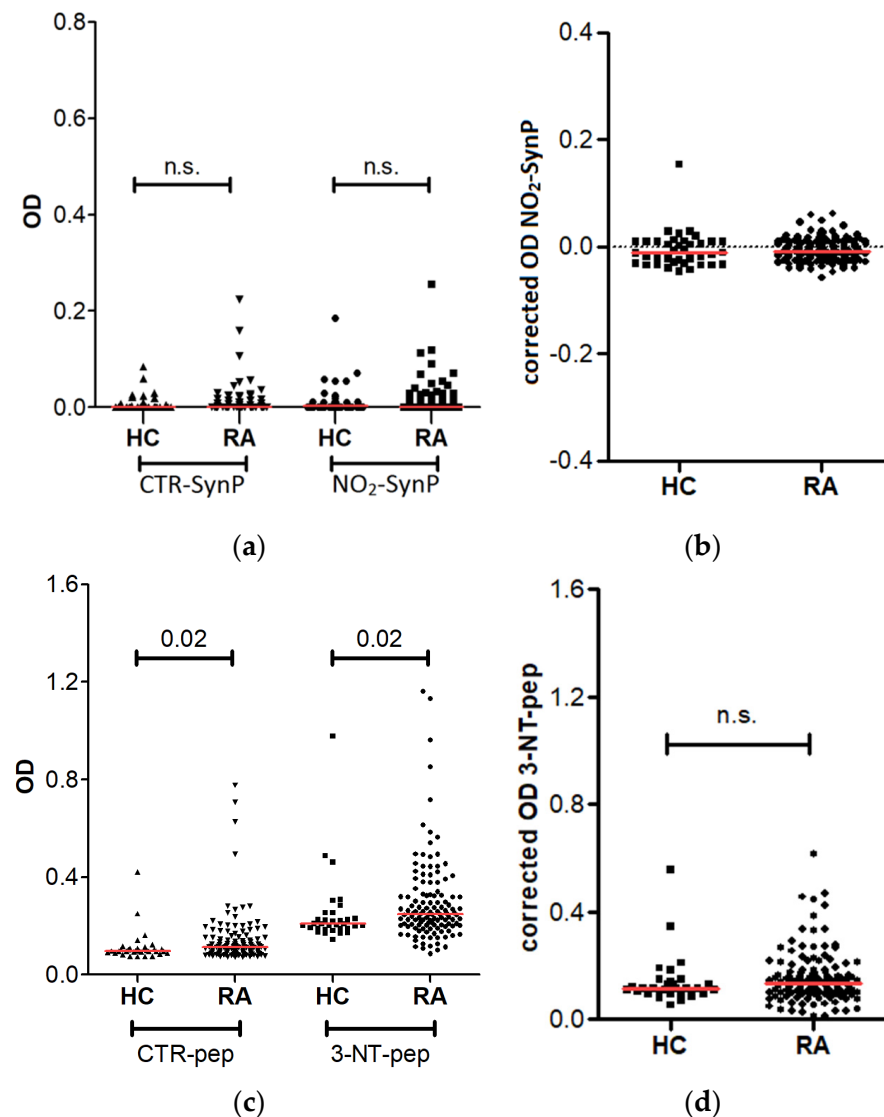 0.8
0.6
0.4
0.2
0.0
OD
n.s.
n.s.
HC
RA
HC
RA
CTR-SynP
NO₂-SynP
(a)
0.4
0.2
0.0
-0.2
-0.4
corrected OD NO₂-SynP
HC
RA
(b)
1.6
1.2
0.8
0.4
0.0
OD
0.02
0.02
HC
RA
HC
RA
CTR-pep
3-NT-pep
(c)
1.6
1.2
0.8
0.4
0.0
corrected OD 3-NT-pep
n.s.
HC
RA
(d)